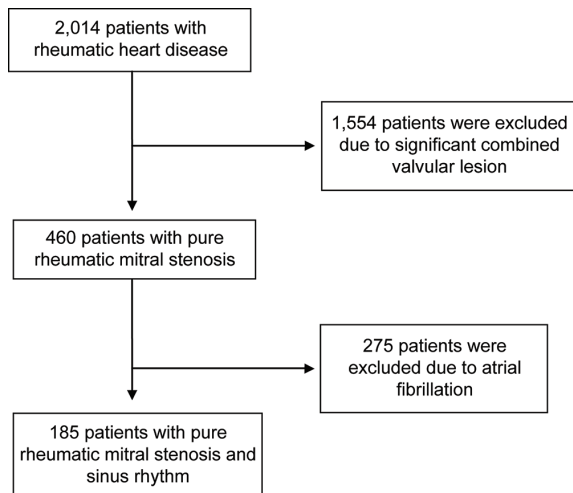 2,014 patients with
rheumatic heart disease
1,554 patients were excluded
due to significant combined
valvular lesion
460 patients with pure
rheumatic mitral stenosis
275 patients were
excluded due to atrial
fibrillation
185 patients with pure
rheumatic mitral stenosis and
sinus rhythm